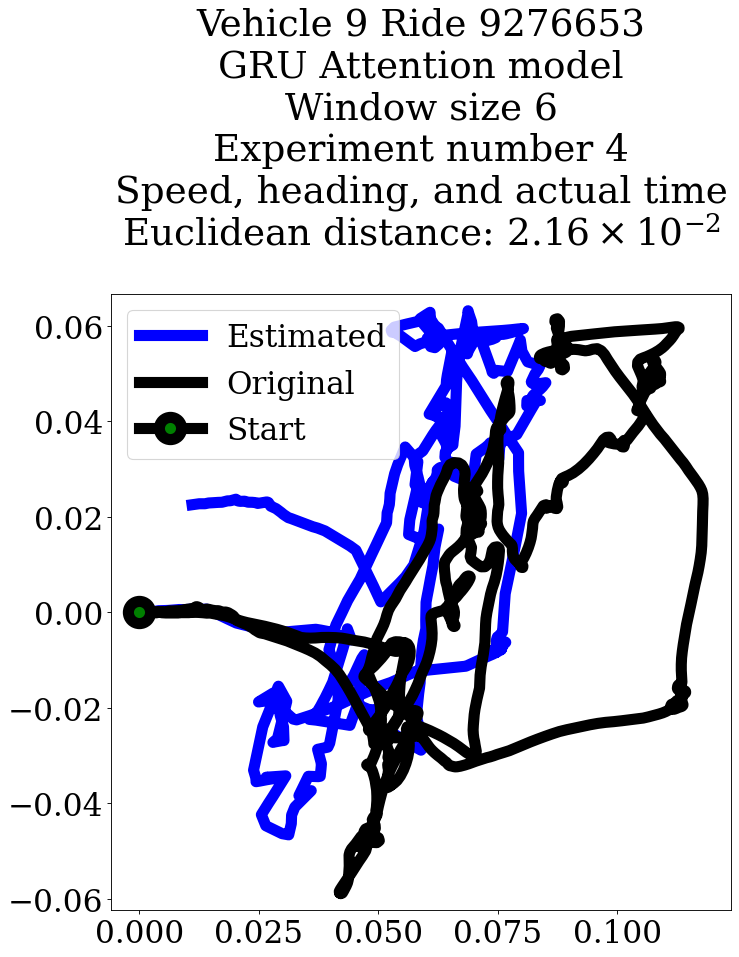 Vehicle 9 Ride 9276653
GRU Attention model
Window size 6
Experiment number 4
Speed, heading, and actual time
Euclidean distance: 2.16 × 10⁻²
Estimated
Original
Start
0.06
0.04
0.02
0.00
−0.02
−0.04
−0.06
0.000 0.025 0.050 0.075 0.100